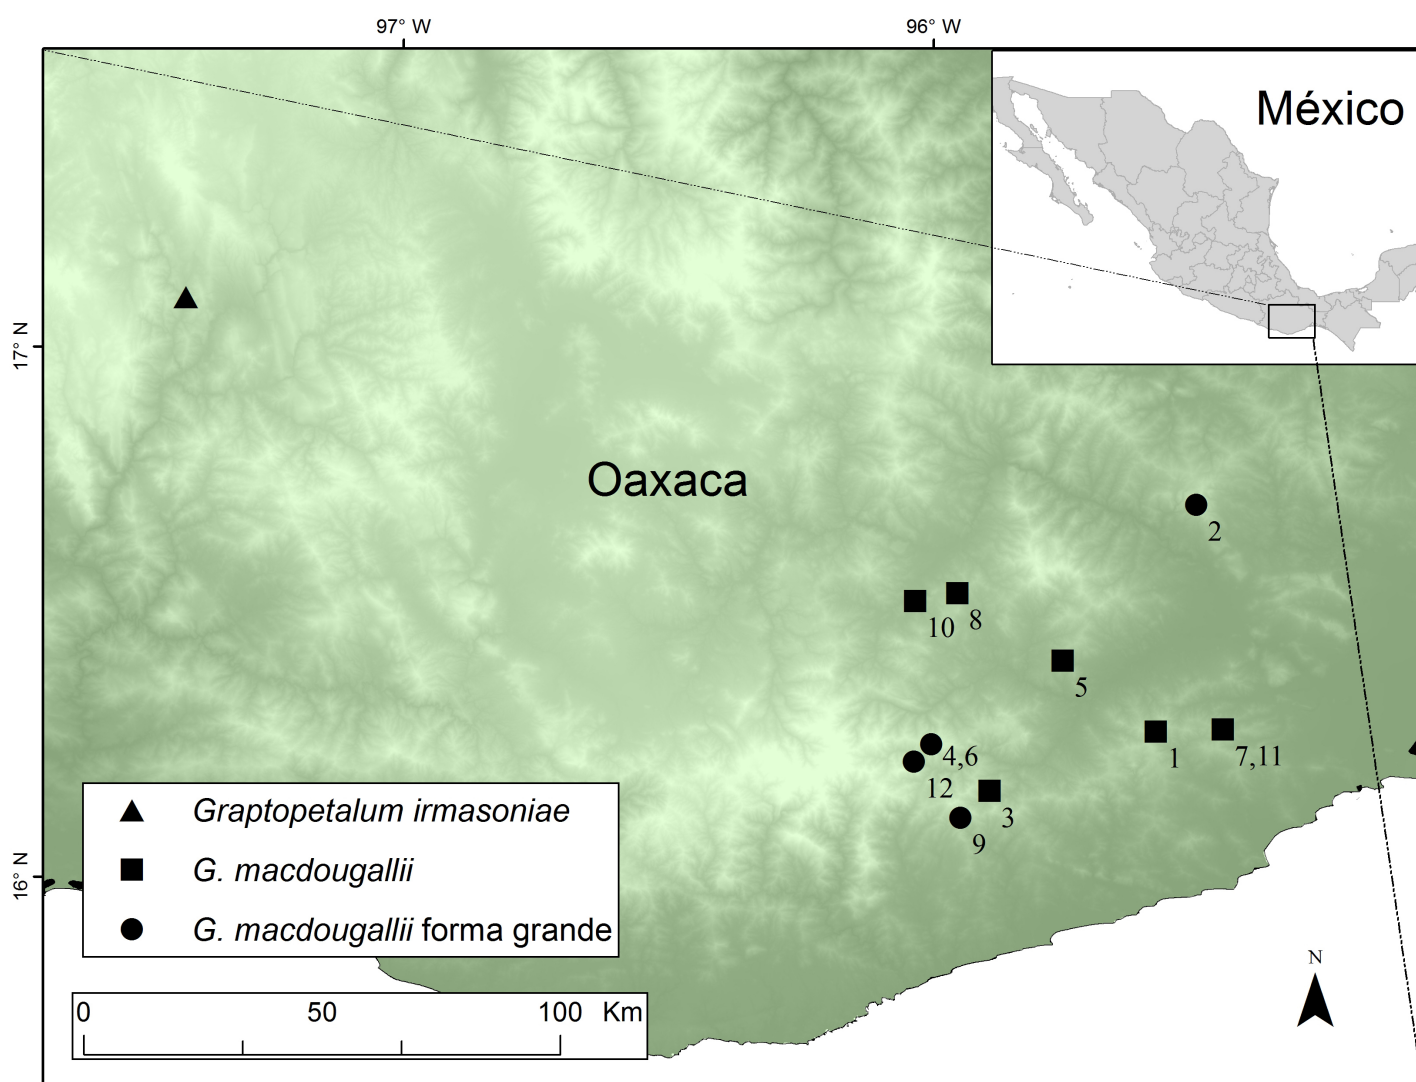 97° W
96° W
México
17° N
Oaxaca
2
10
8
5
1
7,11
4,6
12
3
9
16° N
Graptopetalum irmasoniae
G. macdougallii
G. macdougallii forma grande
N
0 50 100 Km